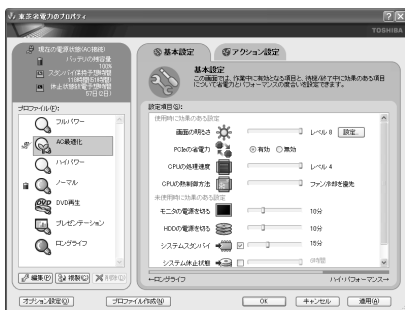 東芝省電力のプロパティ
TOSHIBA
現在の電源状態(AC接続)
バッテリの残容量
100%
スタンバイ保持予想時間
休止状態保持予想時間
プロファイル(F):
フルパワー
AC最適化
ハイパワー
ノーマル
DVD再生
プレゼンテーション
ロングライフ
編集(E)
複製(C)
削除(D)
基本設定
アクション設定
基本設定
この画面では、作業中に有効となる項目と、待機/終了中に効果のある項目
について省電力とパフォーマンスの度合いを設定できます。
設定項目(S):
使用時に効果のある設定
画面の明るさ
レベル 8
設定...
PCIeの省電力
有効
無効
CPUの処理速度
レベル 4
CPUの熱制御方法
ファン冷却を優先
未使用時に効果のある設定
モニタの電源を切る
10分
HDDの電源を切る
10分
システムスタンバイ
15分
システム休止状態
←ロングライフ
ハイ・パフォーマンス→
オプション設定(O)
プロファイル作成(N)
OK
キャンセル
適用(A)